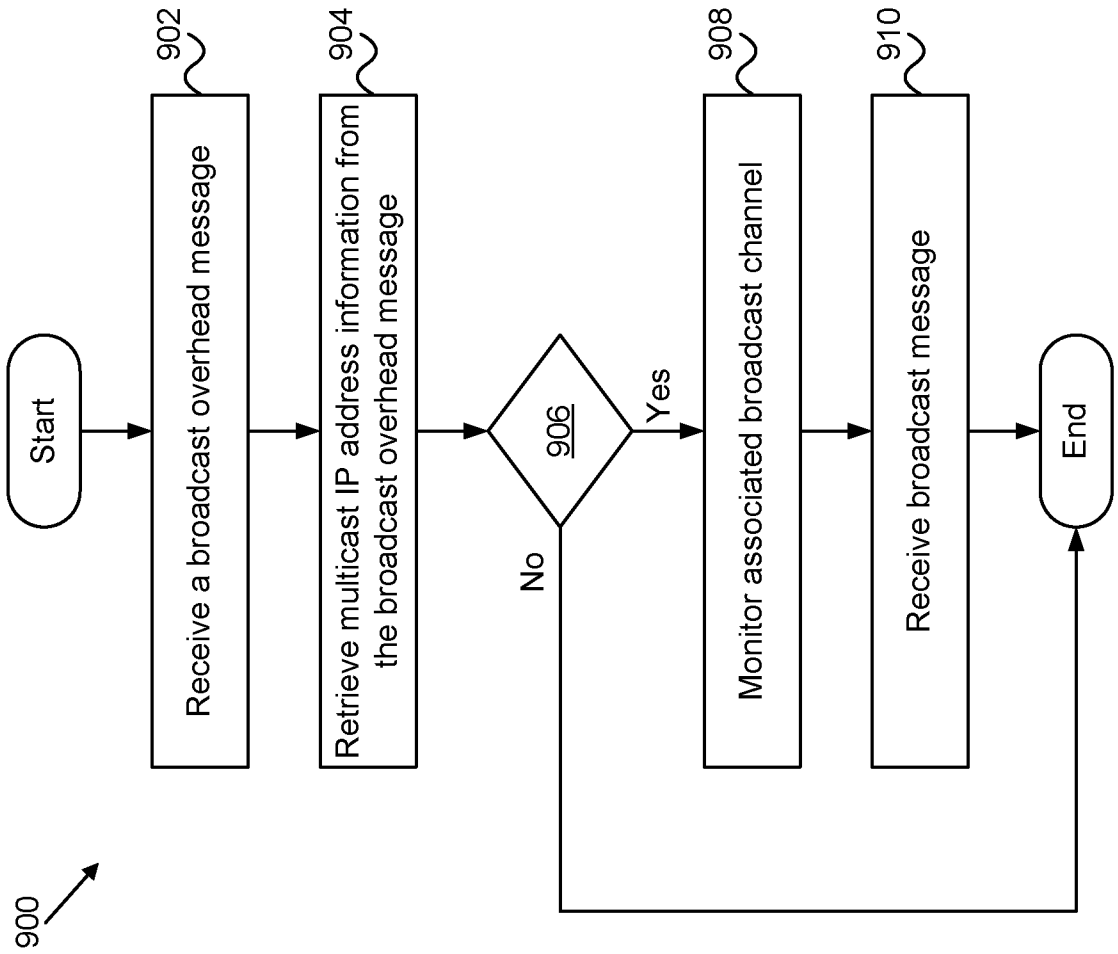 900
Start
Receive a broadcast overhead message
902
Retrieve multicast IP address information from
the broadcast overhead message
904
906
No
Yes
Monitor associated broadcast channel
908
Receive broadcast message
910
End